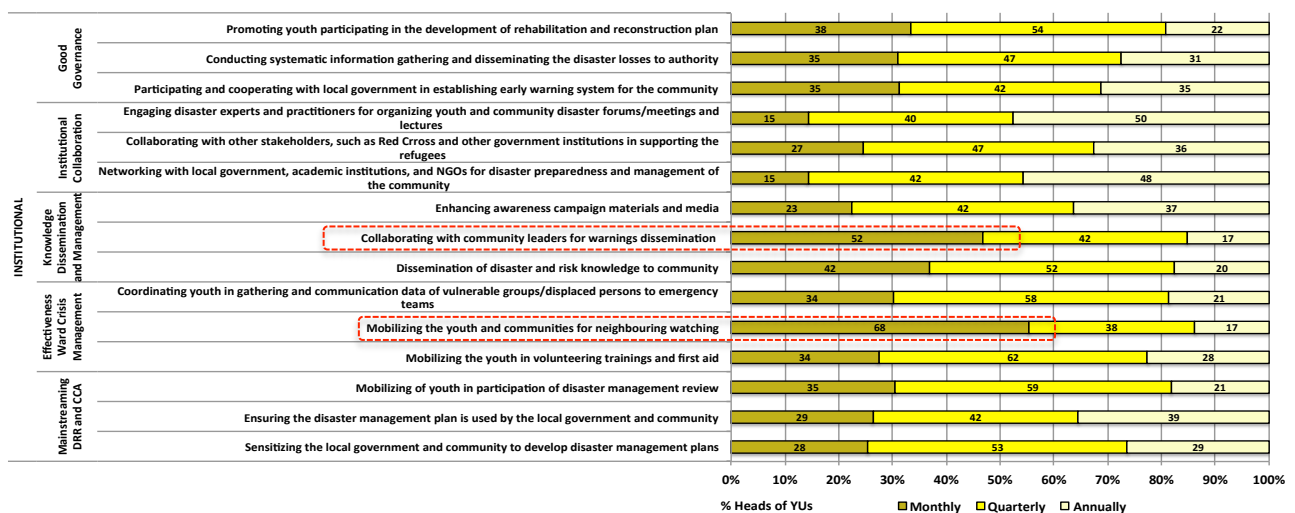 INSTITUTIONAL
Good
Governance
Promoting youth participating in the development of rehabilitation and reconstruction plan
38 54 22
Conducting systematic information gathering and disseminating the disaster losses to authority
35 47 31
Participating and cooperating with local government in establishing early warning system for the community
35 42 35
Institutional
Collaboration
Engaging disaster experts and practitioners for organizing youth and community disaster forums/meetings and
lectures
15 40 50
Collaborating with other stakeholders, such as Red Crross and other government institutions in supporting the
refugees
27 47 36
Networking with local government, academic institutions, and NGOs for disaster preparedness and management of
the community
15 42 48
Knowledge
Dissemination
and Management
Enhancing awareness campaign materials and media
23 42 37
Collaborating with community leaders for warnings dissemination
52 42 17
Dissemination of disaster and risk knowledge to community
42 52 20
Effectiveness
Ward Crisis
Management
Coordinating youth in gathering and communication data of vulnerable groups/displaced persons to emergency
teams
34 58 21
Mobilizing the youth and communities for neighbouring watching
68 38 17
Mobilizing the youth in volunteering trainings and first aid
34 62 28
Mainstreaming
DRR and CCA
Mobilizing of youth in participation of disaster management review
35 59 21
Ensuring the disaster management plan is used by the local government and community
29 42 39
Sensitizing the local government and community to develop disaster management plans
28 53 29
0% 10% 20% 30% 40% 50% 60% 70% 80% 90% 100%
% Heads of YUs Monthly Quarterly Annually